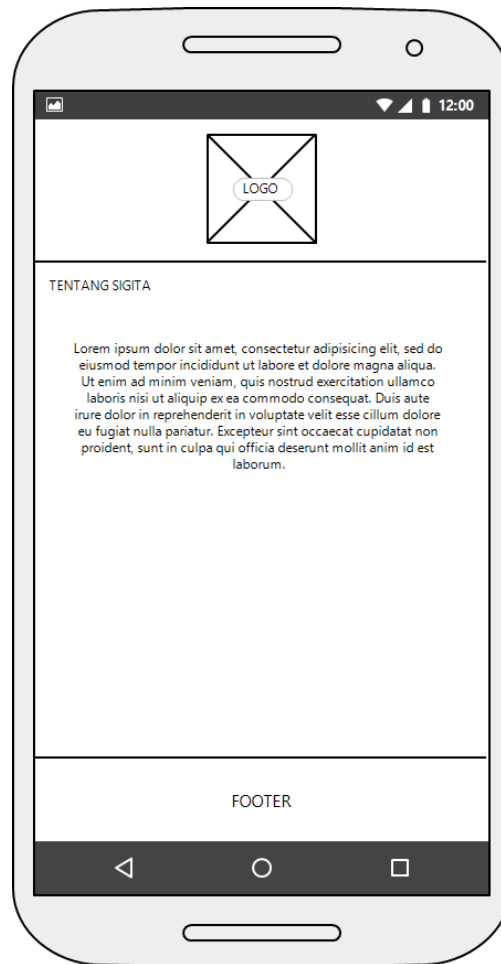 12:00
LOGO
TENTANG SIGITA
Lorem ipsum dolor sit amet, consectetur adipisicing elit, sed do
eiusmod tempor incididunt ut labore et dolore magna aliqua.
Ut enim ad minim veniam, quis nostrud exercitation ullamco
laboris nisi ut aliquip ex ea commodo consequat. Duis aute
irure dolor in reprehenderit in voluptate velit esse cillum dolore
eu fugiat nulla pariatur. Excepteur sint occaecat cupidatat non
proident, sunt in culpa qui officia deserunt mollit anim id est
laborum.
FOOTER